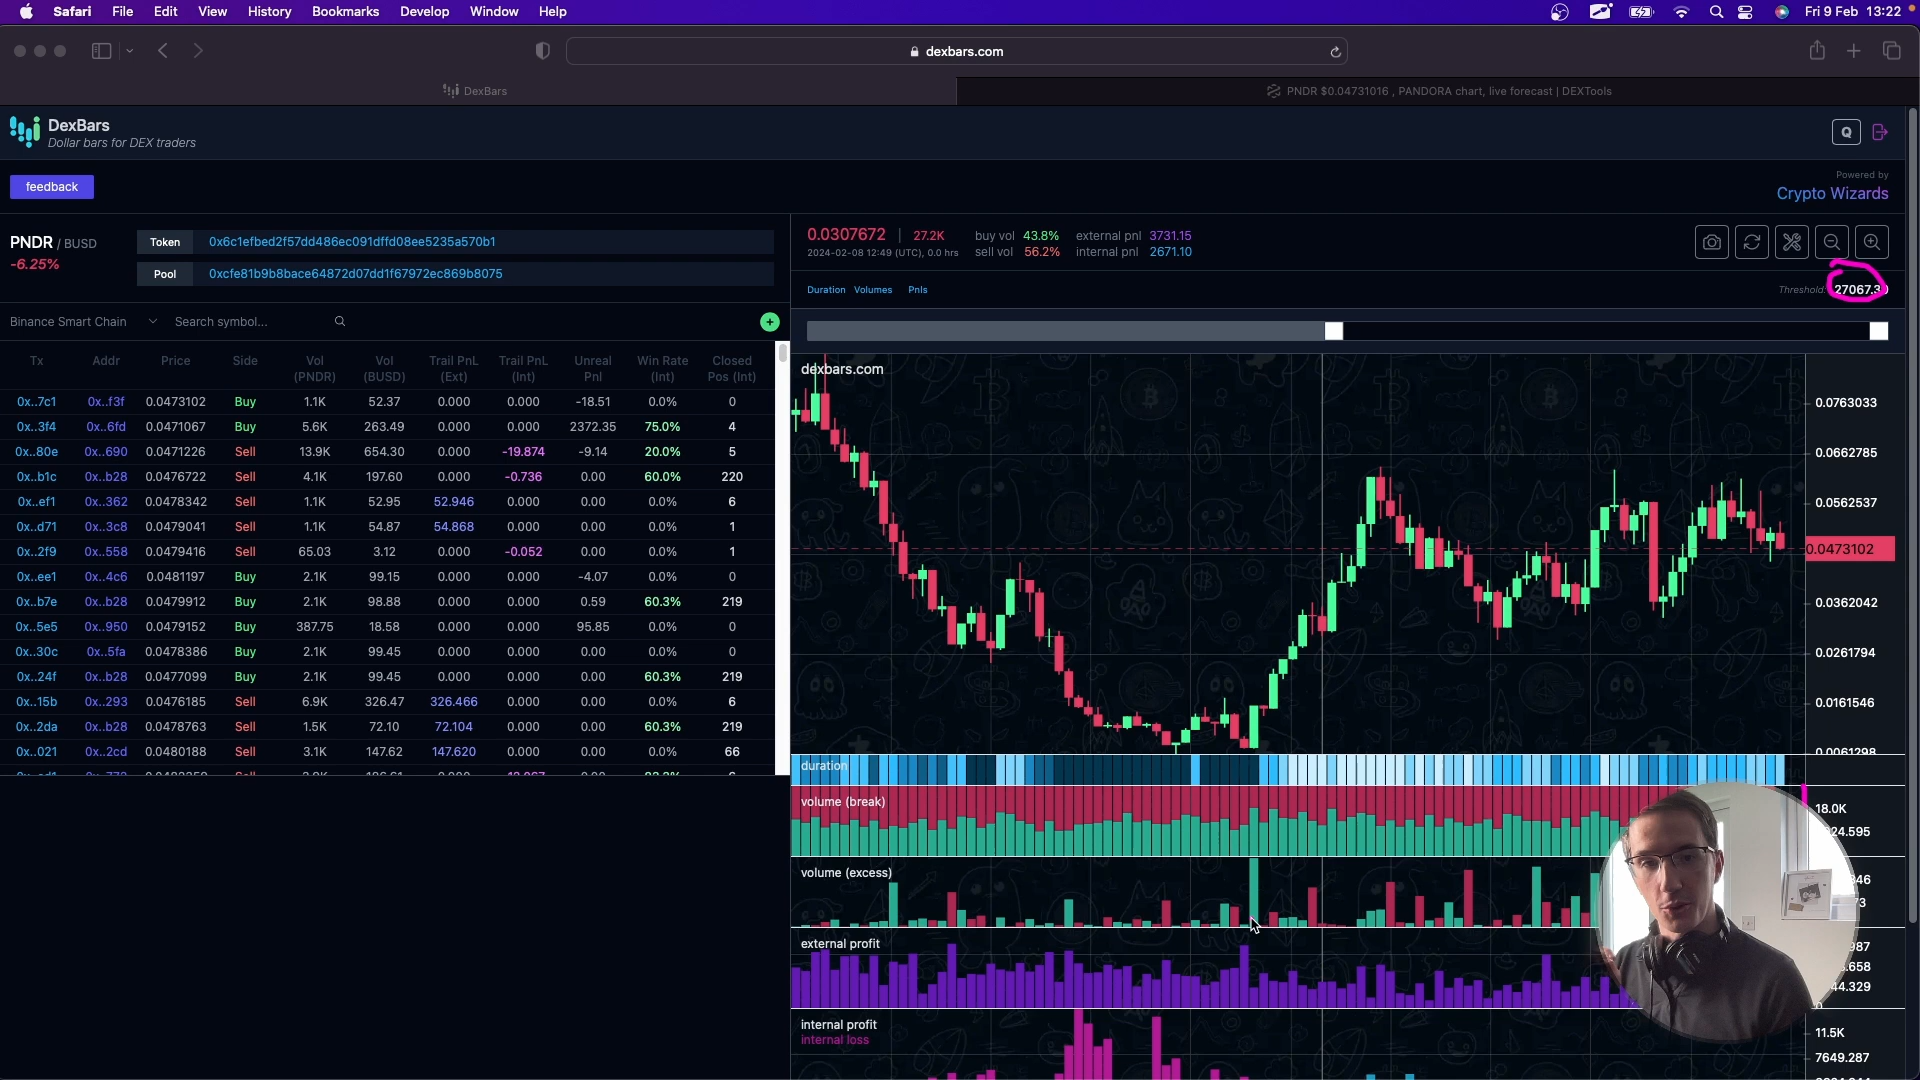 Safari File Edit View History Bookmarks Develop Window Help Fri 9 Feb 13:22
dexbars.com
DexBars
PNDR $0.04731016 , PANDORA chart, live forecast | DEXTools
DexBars
Dollar bars for DEX traders
Q
feedback
Powered by
Crypto Wizards
PNDR / BUSD
-6.25%
Token 0x6c1efbed2f57dd486ec091dffd08ee5235a570b1
Pool 0xcfe81b9b8bace64872d07dd1f67972ec869b8075
0.0307672 | 27.2K buy vol 43.8% external pnl 3731.15
2024-02-08 12:49 (UTC), 0.0 hrs sell vol 56.2% internal pnl 2671.10
Duration Volumes Pnls
Threshold: 27067.30
Binance Smart Chain Search symbol...
Tx Addr Price Side Vol (PNDR) Vol (BUSD) Trail PnL (Ext) Trail PnL (Int) Unreal Pnl Win Rate (Int) Closed Pos (Int)
0x..7c1 0x..f3f 0.0473102 Buy 1.1K 52.37 0.000 0.000 -18.51 0.0% 0
0x..3f4 0x..6fd 0.0471067 Buy 5.6K 263.49 0.000 0.000 2372.35 75.0% 4
0x..80e 0x..690 0.0471226 Sell 13.9K 654.30 0.000 -19.874 -9.14 20.0% 5
0x..b1c 0x..b28 0.0476722 Sell 4.1K 197.60 0.000 -0.736 0.00 60.0% 220
0x..ef1 0x..362 0.0478342 Sell 1.1K 52.95 52.946 0.000 0.00 0.0% 6
0x..d71 0x..3c8 0.0479041 Sell 1.1K 54.87 54.868 0.000 0.00 0.0% 1
0x..2f9 0x..558 0.0479416 Sell 65.03 3.12 0.000 -0.052 0.00 0.0% 1
0x..ee1 0x..4c6 0.0481197 Buy 2.1K 99.15 0.000 0.000 -4.07 0.0% 0
0x..b7e 0x..b28 0.0479912 Buy 2.1K 98.88 0.000 0.000 0.59 60.3% 219
0x..5e5 0x..950 0.0479152 Buy 387.75 18.58 0.000 0.000 95.85 0.0% 0
0x..30c 0x..5fa 0.0478386 Buy 2.1K 99.45 0.000 0.000 0.00 0.0% 0
0x..24f 0x..b28 0.0477099 Buy 2.1K 99.45 0.000 0.000 0.00 60.3% 219
0x..15b 0x..293 0.0476185 Sell 6.9K 326.47 326.466 0.000 0.00 0.0% 6
0x..2da 0x..b28 0.0478763 Sell 1.5K 72.10 72.104 0.000 0.00 60.3% 219
0x..021 0x..2cd 0.0480188 Sell 3.1K 147.62 147.620 0.000 0.00 0.0% 66
dexbars.com
0.0763033
0.0662785
0.0562537
0.0473102
0.0362042
0.0261794
0.0161546
0.0061298
duration
volume (break)
18.0K
volume (excess)
external profit
internal profit
internal loss
11.5K
7649.287